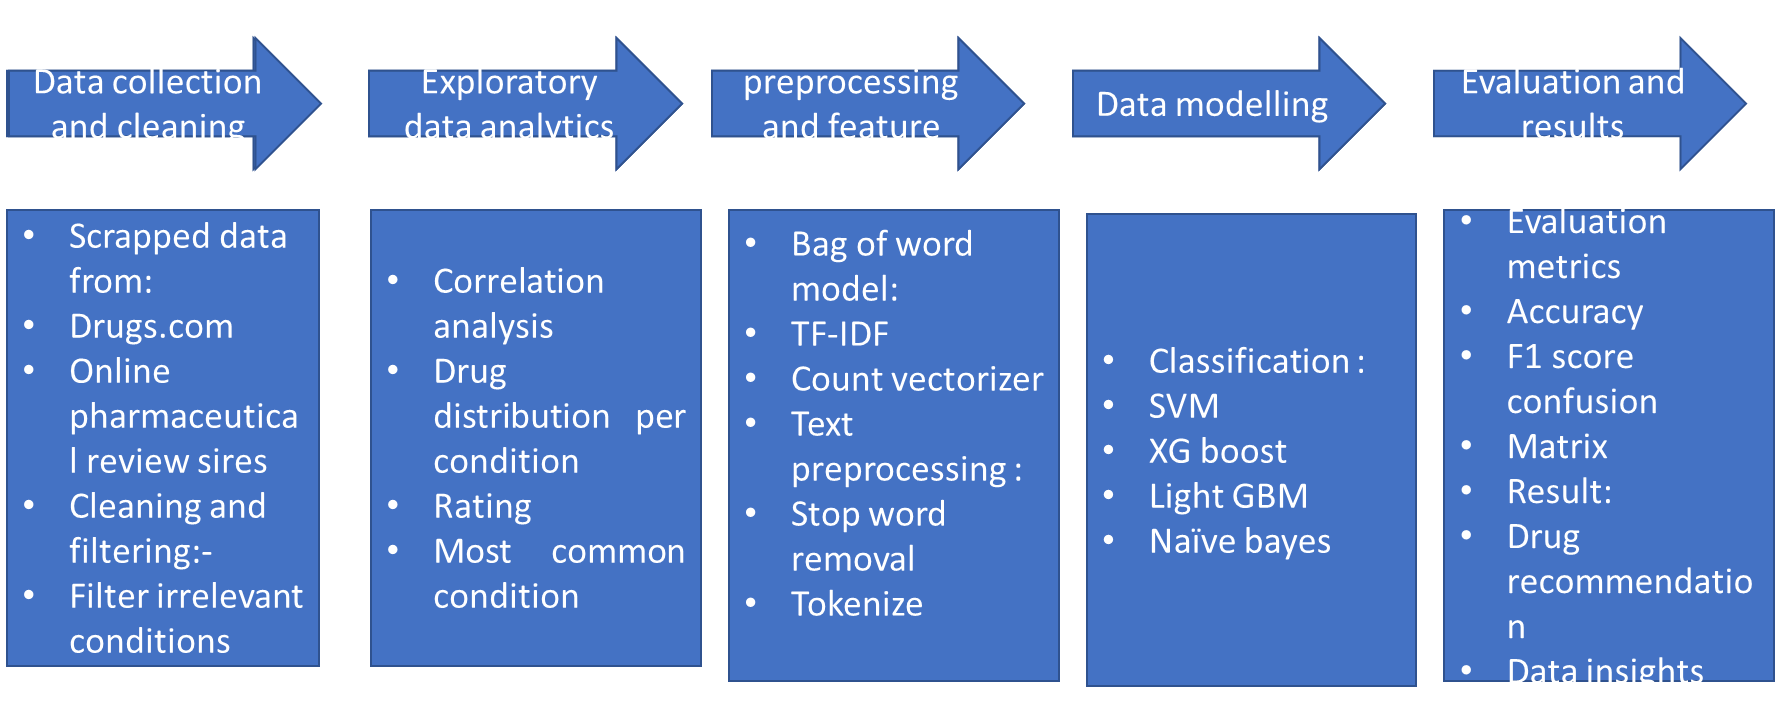 Data collection
and cleaning
Exploratory
data analytics
preprocessing
and feature
Data modelling
Evaluation and
results
• Scrapped data
from:
• Drugs.com
• Online
pharmaceutica
l review sires
• Cleaning and
filtering:-
• Filter irrelevant
conditions
• Correlation
analysis
• Drug
distribution per
condition
• Rating
• Most common
condition
• Bag of word
model:
• TF-IDF
• Count vectorizer
• Text
preprocessing :
• Stop word
removal
• Tokenize
• Classification :
• SVM
• XG boost
• Light GBM
• Naïve bayes
• Evaluation
metrics
• Accuracy
• F1 score
confusion
• Matrix
• Result:
• Drug
recommendatio
n
• Data insights